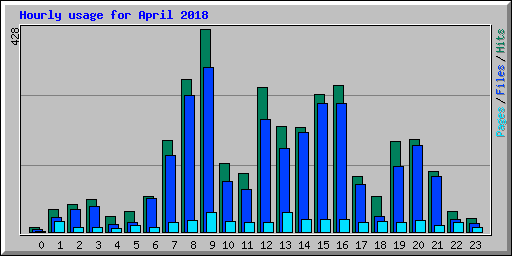 Hourly usage for April 2018
428
Pages / Files / Hits
0 1 2 3 4 5 6 7 8 9 10 11 12 13 14 15 16 17 18 19 20 21 22 23